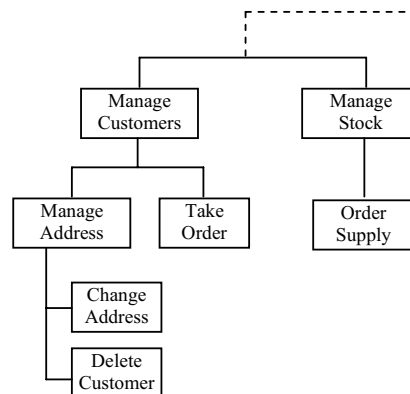 Manage
Customers
Manage
Stock
Manage
Address
Take
Order
Order
Supply
Change
Address
Delete
Customer